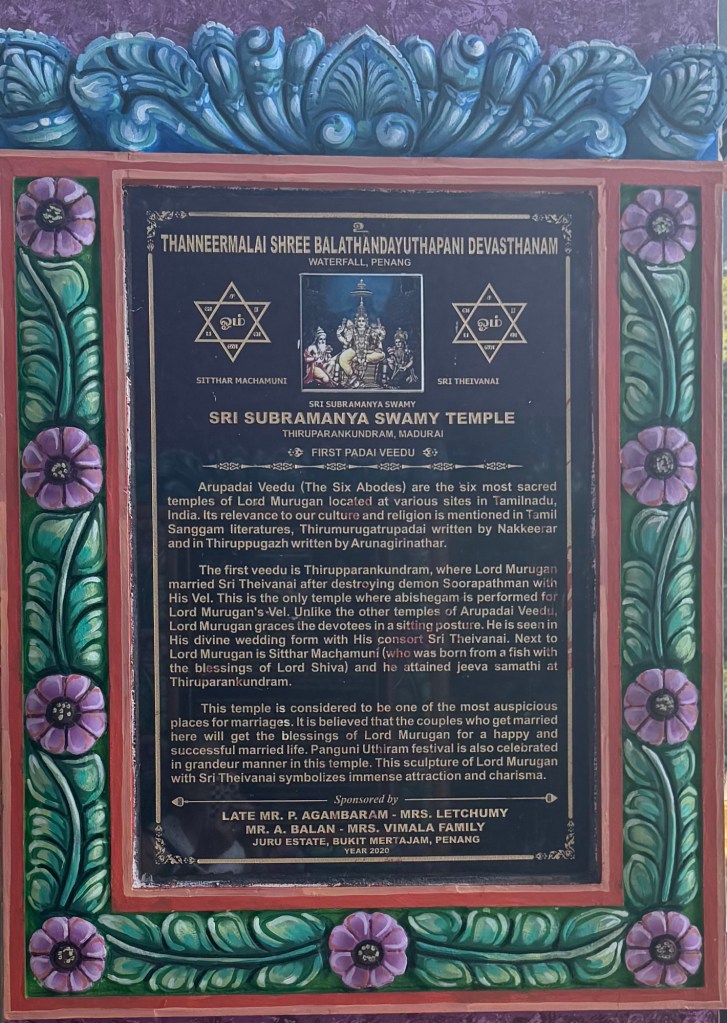 உ
THANNEERMALAI SHREE BALATHANDAYUTHAPANI DEVASTHANAM
WATERFALL, PENANG
ஓம்
ஓம்
SITTHAR MACHAMUNI
SRI THEIVANAI
SRI SUBRAMANYA SWAMY
SRI SUBRAMANYA SWAMY TEMPLE
THIRUPARANKUNDRAM, MADURAI
FIRST PADAI VEEDU
Arupadai Veedu (The Six Abodes) are the six most sacred
temples of Lord Murugan located at various sites in Tamilnadu,
India. Its relevance to our culture and religion is mentioned in Tamil
Sanggam literatures, Thirumurugatrupadai written by Nakkeerar
and in Thiruppugazh written by Arunagirinathar.
The first veedu is Thirupparankundram, where Lord Murugan
married Sri Theivanai after destroying demon Soorapathman with
His Vel. This is the only temple where abishegam is performed for
Lord Murugan's Vel. Unlike the other temples of Arupadai Veedu,
Lord Murugan graces the devotees in a sitting posture. He is seen in
His divine wedding form with His consort Sri Theivanai. Next to
Lord Murugan is Sitthar Machamuni (who was born from a fish with
the blessings of Lord Shiva) and he attained jeeva samathi at
Thiruparankundram.
This temple is considered to be one of the most auspicious
places for marriages. It is believed that the couples who get married
here will get the blessings of Lord Murugan for a happy and
successful married life. Panguni Uthiram festival is also celebrated
in grandeur manner in this temple. This sculpture of Lord Murugan
with Sri Theivanai symbolizes immense attraction and charisma.
Sponsored by
LATE MR. P. AGAMBARAM - MRS. LETCHUMY
MR. A. BALAN - MRS. VIMALA FAMILY
JURU ESTATE, BUKIT MERTAJAM, PENANG
YEAR 2020